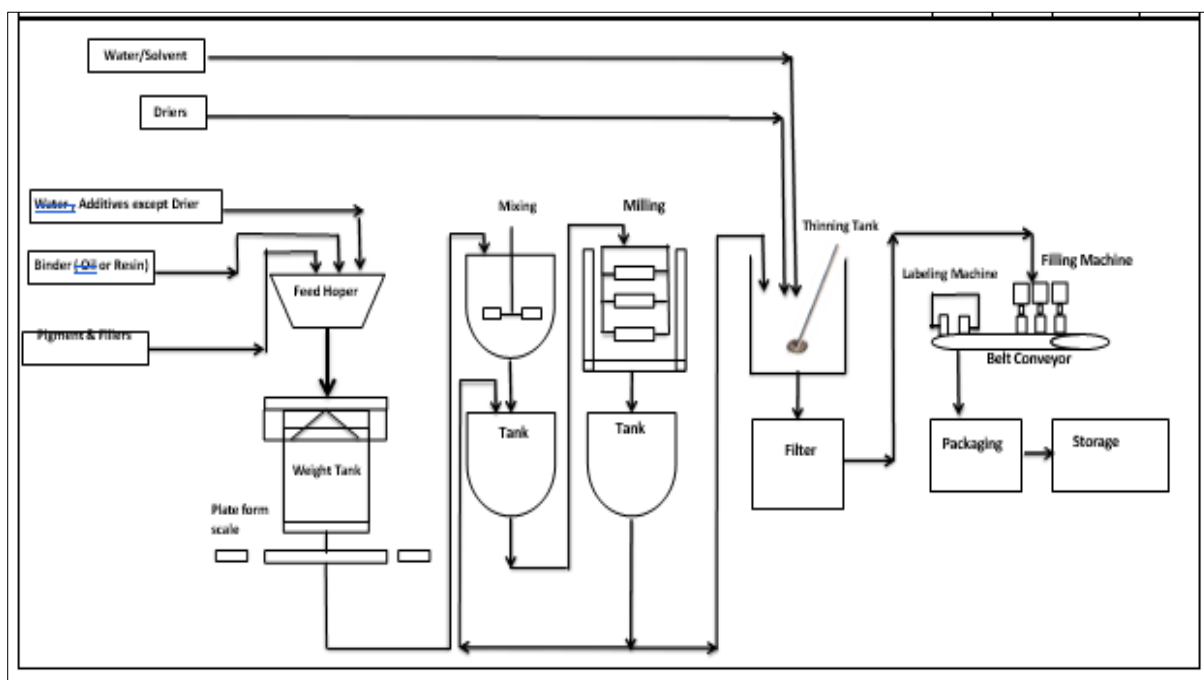 Water/Solvent
Driers
Water , Additives except Drier
Mixing
Milling
Thinning Tank
Binder ( Oil or Resin)
Feed Hoper
Labeling Machine
Filling Machine
Pigment & Fillers
Belt Conveyor
Tank
Tank
Filter
Packaging
Storage
Weight Tank
Plate form
scale